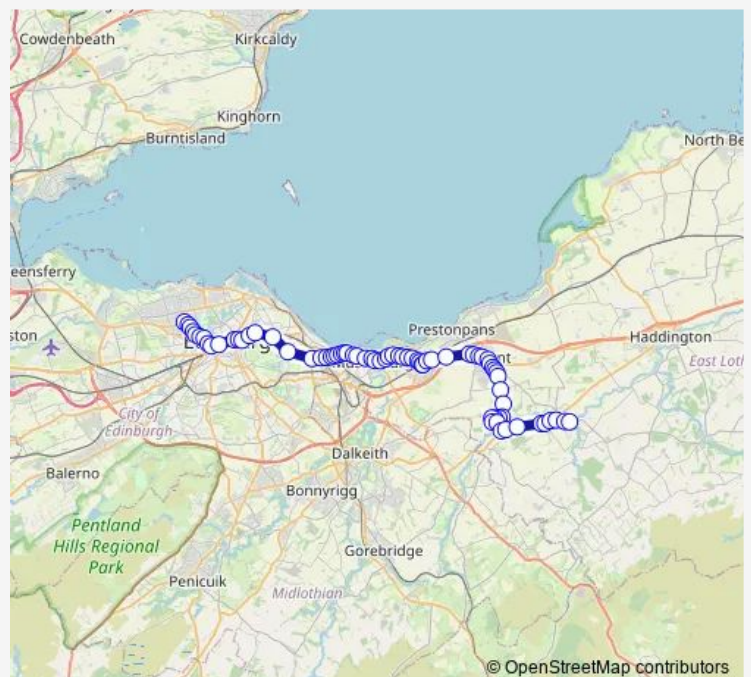 Cowdenbeath
Kirkcaldy
Kinghorn
Burntisland
North Be
eensferry
Prestonpans
ston
Haddington
East Loth
City of
Edinburgh
Dalkeith
Balerno
Bonnyrigg
Pentland
Hills Regional
Park
Gorebridge
Penicuik
Midlothian
© OpenStreetMap contributors